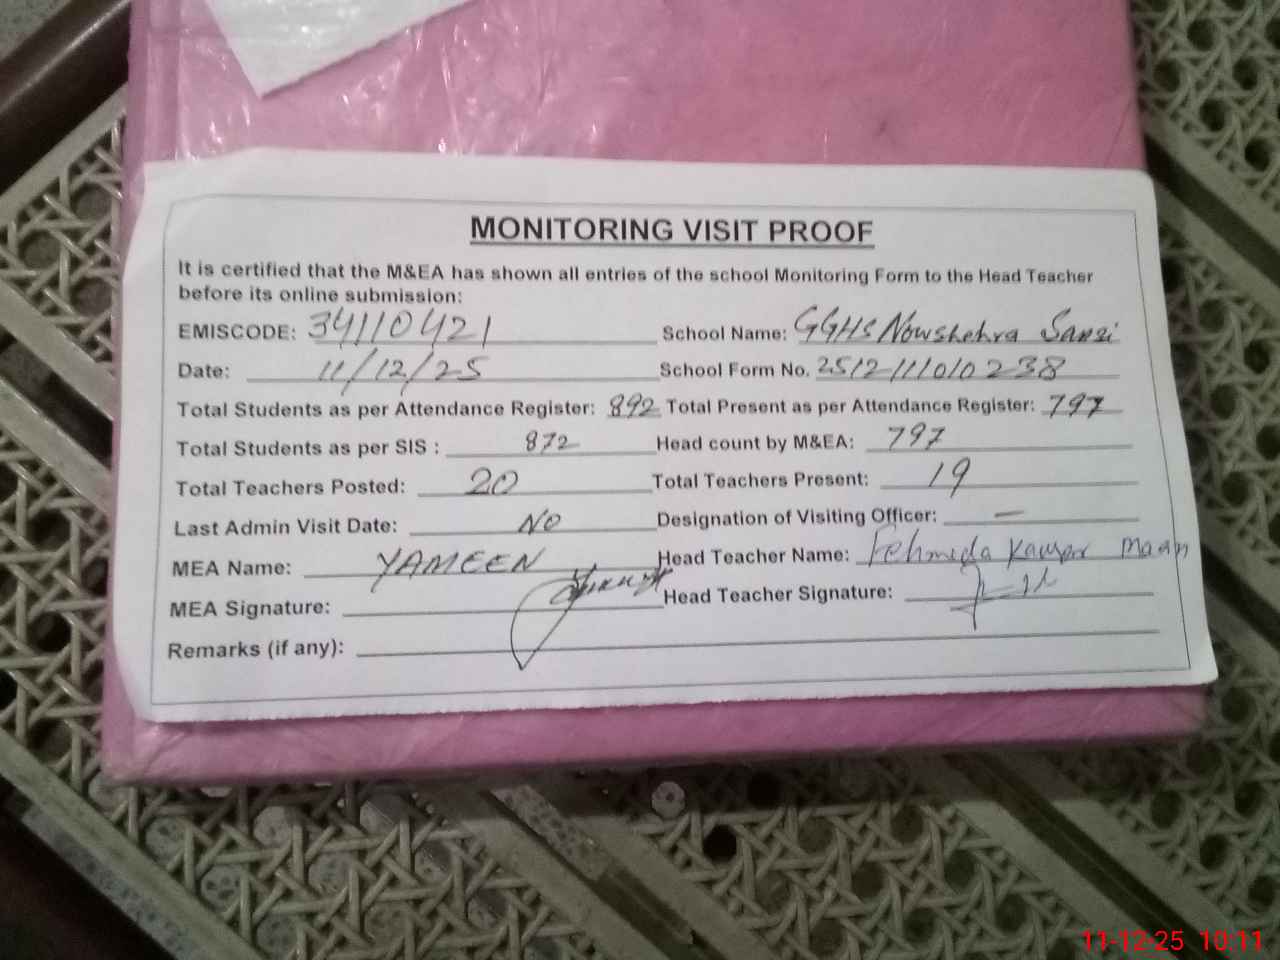 MONITORING VISIT PROOF
It is certified that the M&EA has shown all entries of the school Monitoring Form to the Head Teacher
before its online submission:
EMISCODE: 34110421 School Name: GGHS Nowshehra Sansi
Date: 11/12/25 School Form No. 2512111010238
Total Students as per Attendance Register: 892 Total Present as per Attendance Register: 797
Total Students as per SIS : 872 Head count by M&EA: 797
Total Teachers Posted: 20 Total Teachers Present: 19
Last Admin Visit Date: NO Designation of Visiting Officer: —
MEA Name: YAMEEN Head Teacher Name: Fehmeda Kausar Maam
MEA Signature: Head Teacher Signature:
Remarks (if any):
11-12-25 10:11